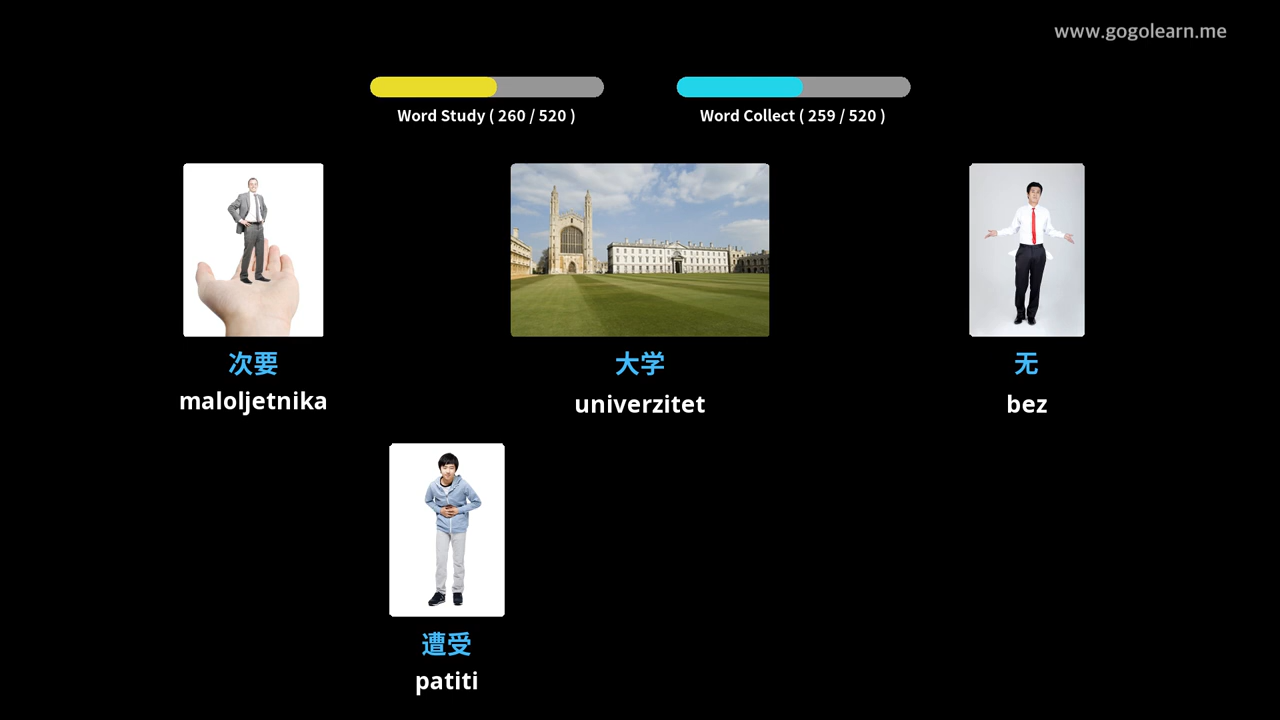 www.gogolearn.me
Word Study ( 260 / 520 )
Word Collect ( 259 / 520 )
次要
maloljetnika
大学
univerzitet
无
bez
遭受
patiti